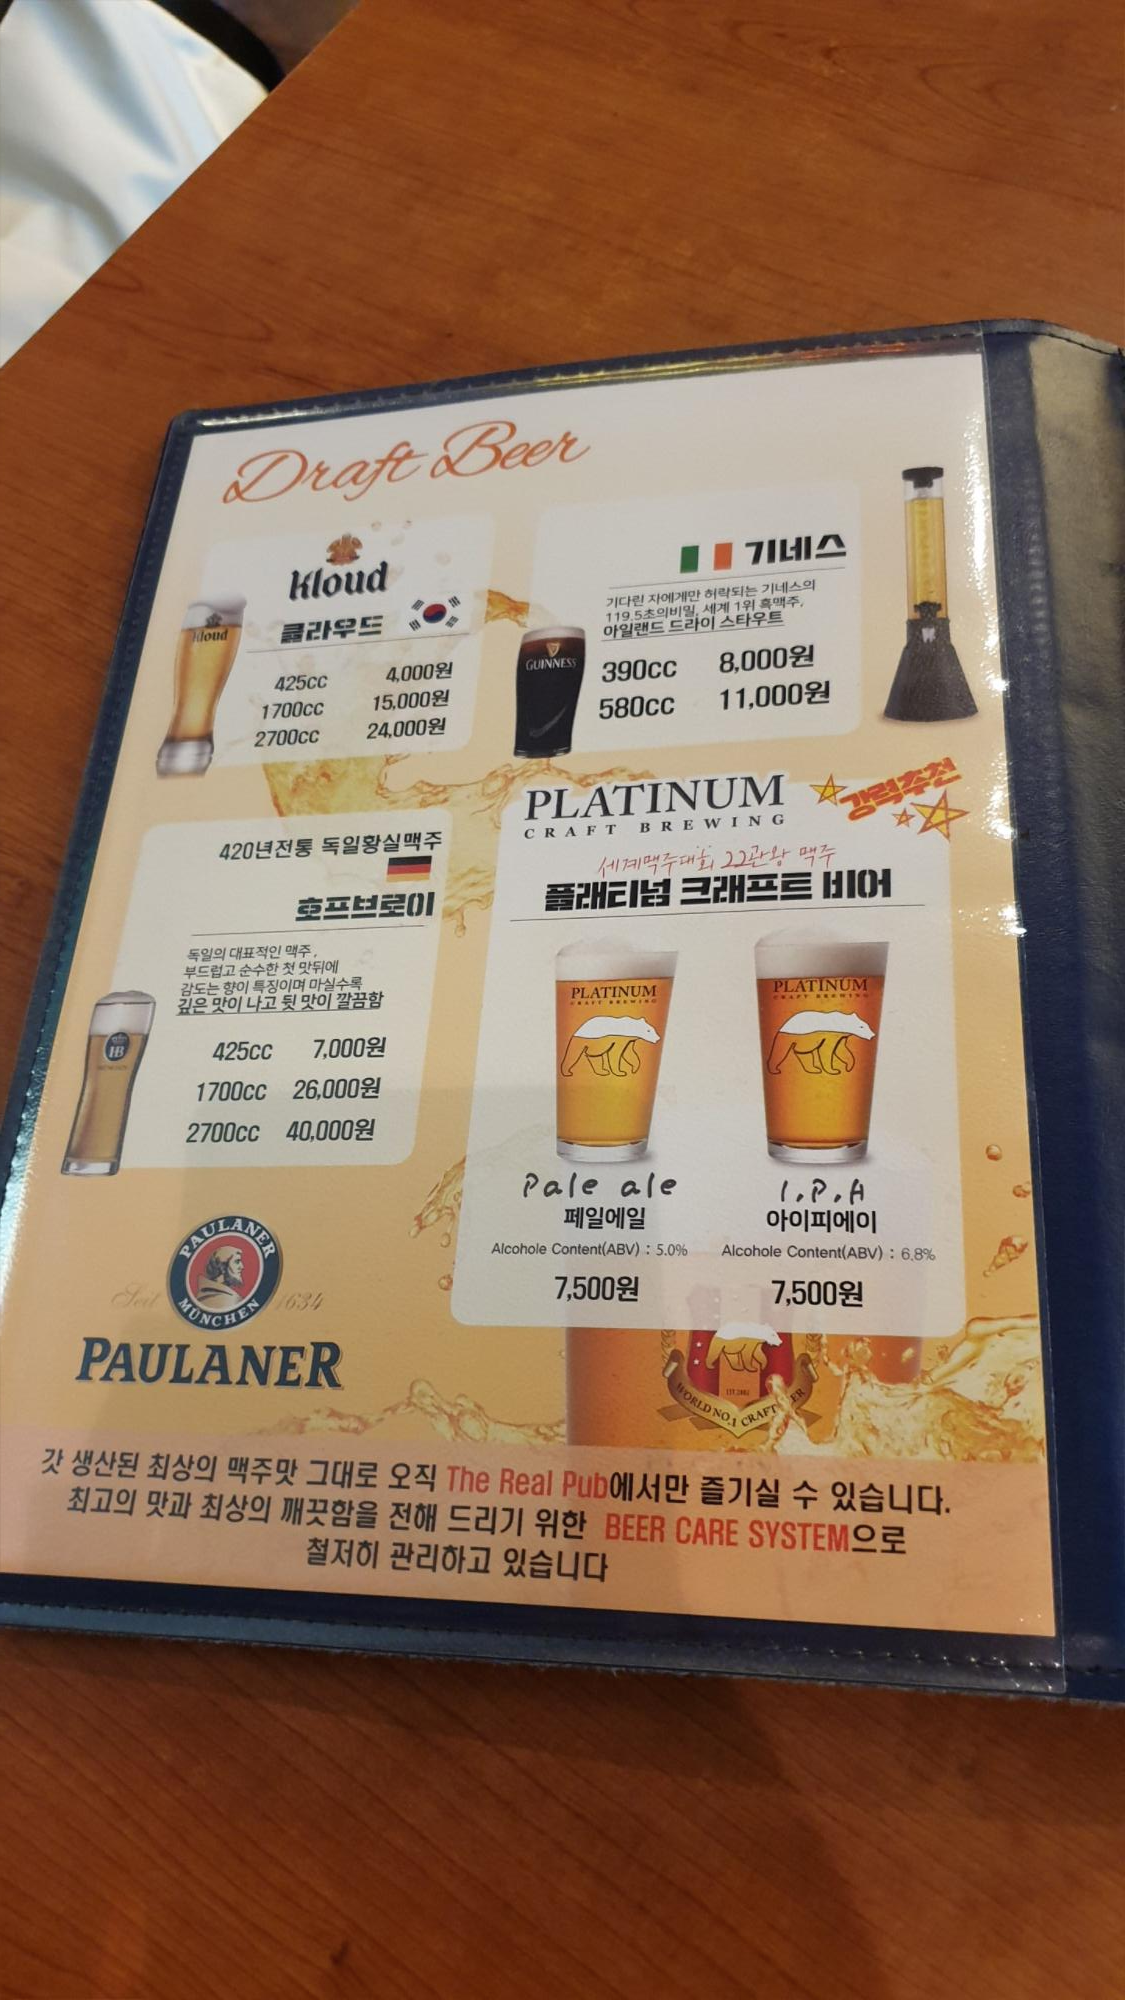 Draft Beer
Kloud
클라우드
Kloud
425cc 4,000원
1700cc 15,000원
2700cc 24,000원
기네스
기다린 자에게만 허락되는 기네스의
119.5초의비밀, 세계 1위 흑맥주,
아일랜드 드라이 스타우트
GUINNESS
390cc 8,000원
580cc 11,000원
420년전통 독일황실맥주
호프브로이
독일의 대표적인 맥주,
부드럽고 순수한 첫 맛뒤에
감도는 향이 특징이며 마실수록
깊은 맛이 나고 뒷 맛이 깔끔함
HB
425cc 7,000원
1700cc 26,000원
2700cc 40,000원
PLATINUM
CRAFT BREWING
강력추천
세계맥주대회 22관왕 맥주
플래티넘 크래프트 비어
PLATINUM
CRAFT BREWING
PLATINUM
CRAFT BREWING
Pale ale
페일에일
Alcohole Content(ABV) : 5.0%
7,500원
I.P.A
아이피에이
Alcohole Content(ABV) : 6.8%
7,500원
PAULANER
MÜNCHEN
Seit 1634
PAULANER
WORLD NO.1 CRAFT
갓 생산된 최상의 맥주맛 그대로 오직 The Real Pub에서만 즐기실 수 있습니다.
최고의 맛과 최상의 깨끗함을 전해 드리기 위한 BEER CARE SYSTEM으로
철저히 관리하고 있습니다